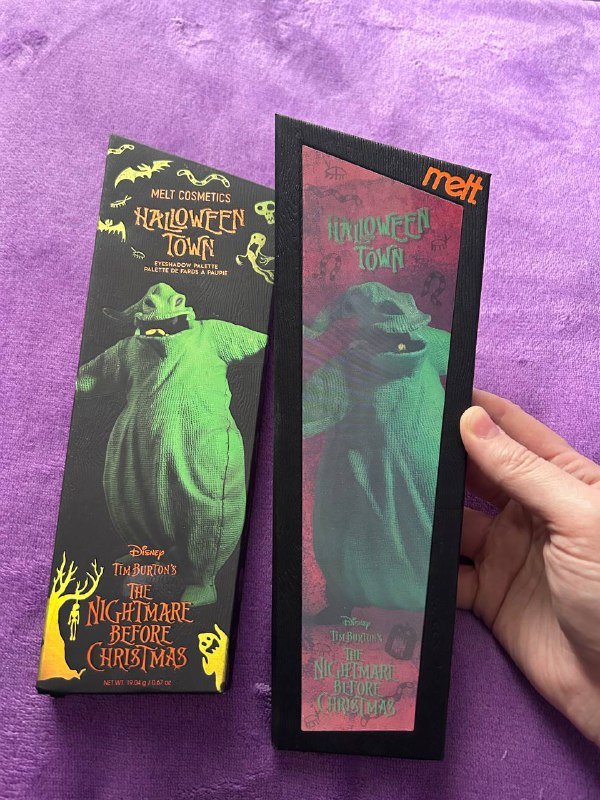 MELT COSMETICS
HALLOWEEN
TOWN
EYESHADOW PALETTE
PALETTE DE FARDS À PAUPIÈRE
Disney
TIM BURTON'S
THE
NIGHTMARE
BEFORE
CHRISTMAS
NET WT. 19.04 g / 0.67 oz
melt
HALLOWEEN
TOWN
Disney
TIM BURTON'S
THE
NIGHTMARE
BEFORE
CHRISTMAS